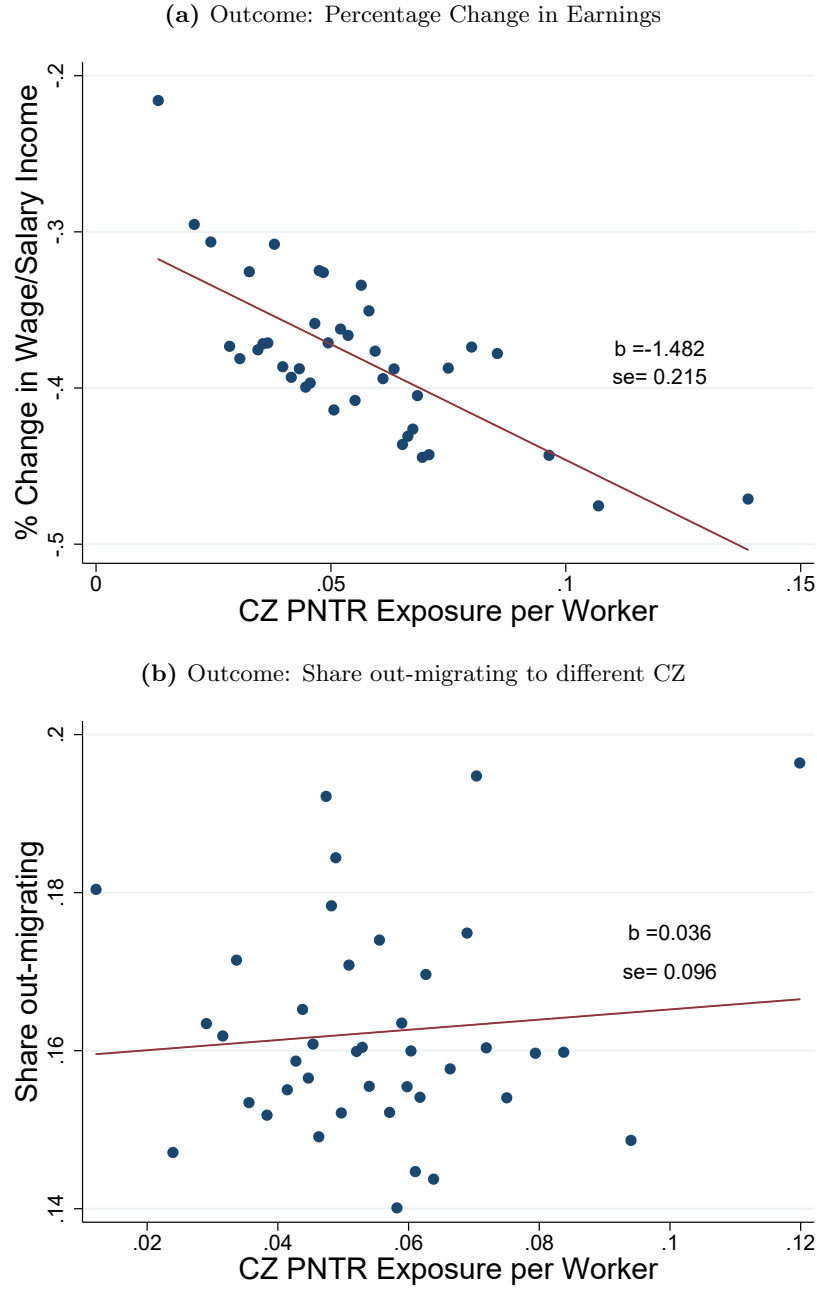 (a) Outcome: Percentage Change in Earnings
% Change in Wage/Salary Income
-.2
-.3
-.4
-.5
b =-1.482
se= 0.215
0 .05 .1 .15
CZ PNTR Exposure per Worker
(b) Outcome: Share out-migrating to different CZ
Share out-migrating
.2
.18
.16
.14
b =0.036
se= 0.096
.02 .04 .06 .08 .1 .12
CZ PNTR Exposure per Worker